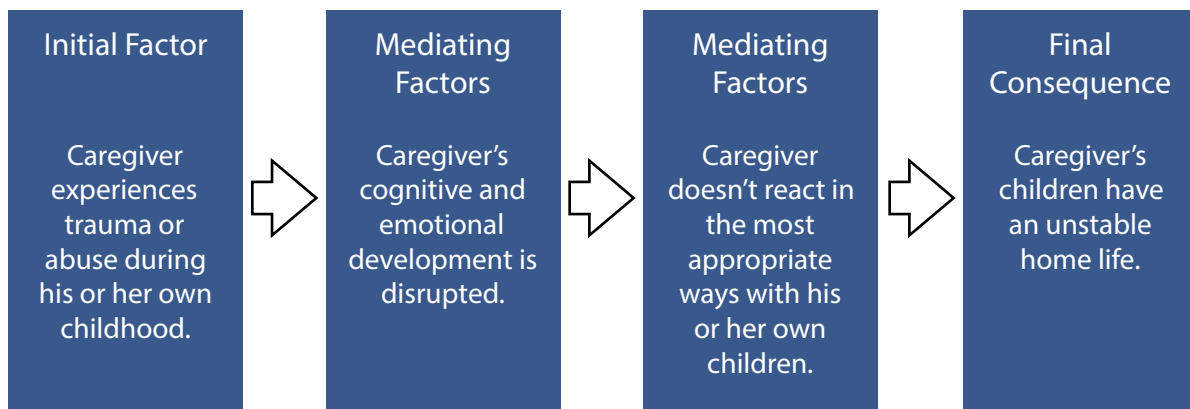 Initial Factor
Caregiver
experiences
trauma or
abuse during
his or her own
childhood.
Mediating
Factors
Caregiver’s
cognitive and
emotional
development is
disrupted.
Mediating
Factors
Caregiver
doesn’t react in
the most
appropriate
ways with his
or her own
children.
Final
Consequence
Caregiver’s
children have
an unstable
home life.